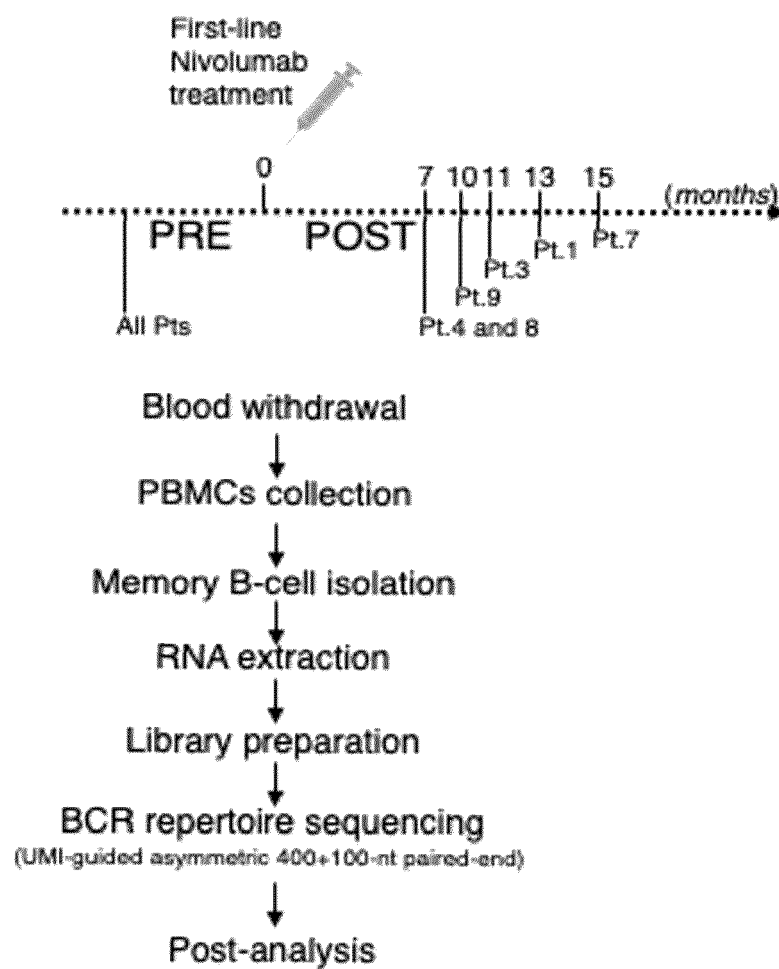 First-line
Nivolumab
treatment
0 7 10 11 13 15
(months)
PRE POST
Pt.7
Pt.1
Pt.3
Pt.9
All Pts Pt.4 and 8
Blood withdrawal
PBMCs collection
Memory B-cell isolation
RNA extraction
Library preparation
BCR repertoire sequencing
(UMI-guided asymmetric 400+100-nt paired-end)
Post-analysis